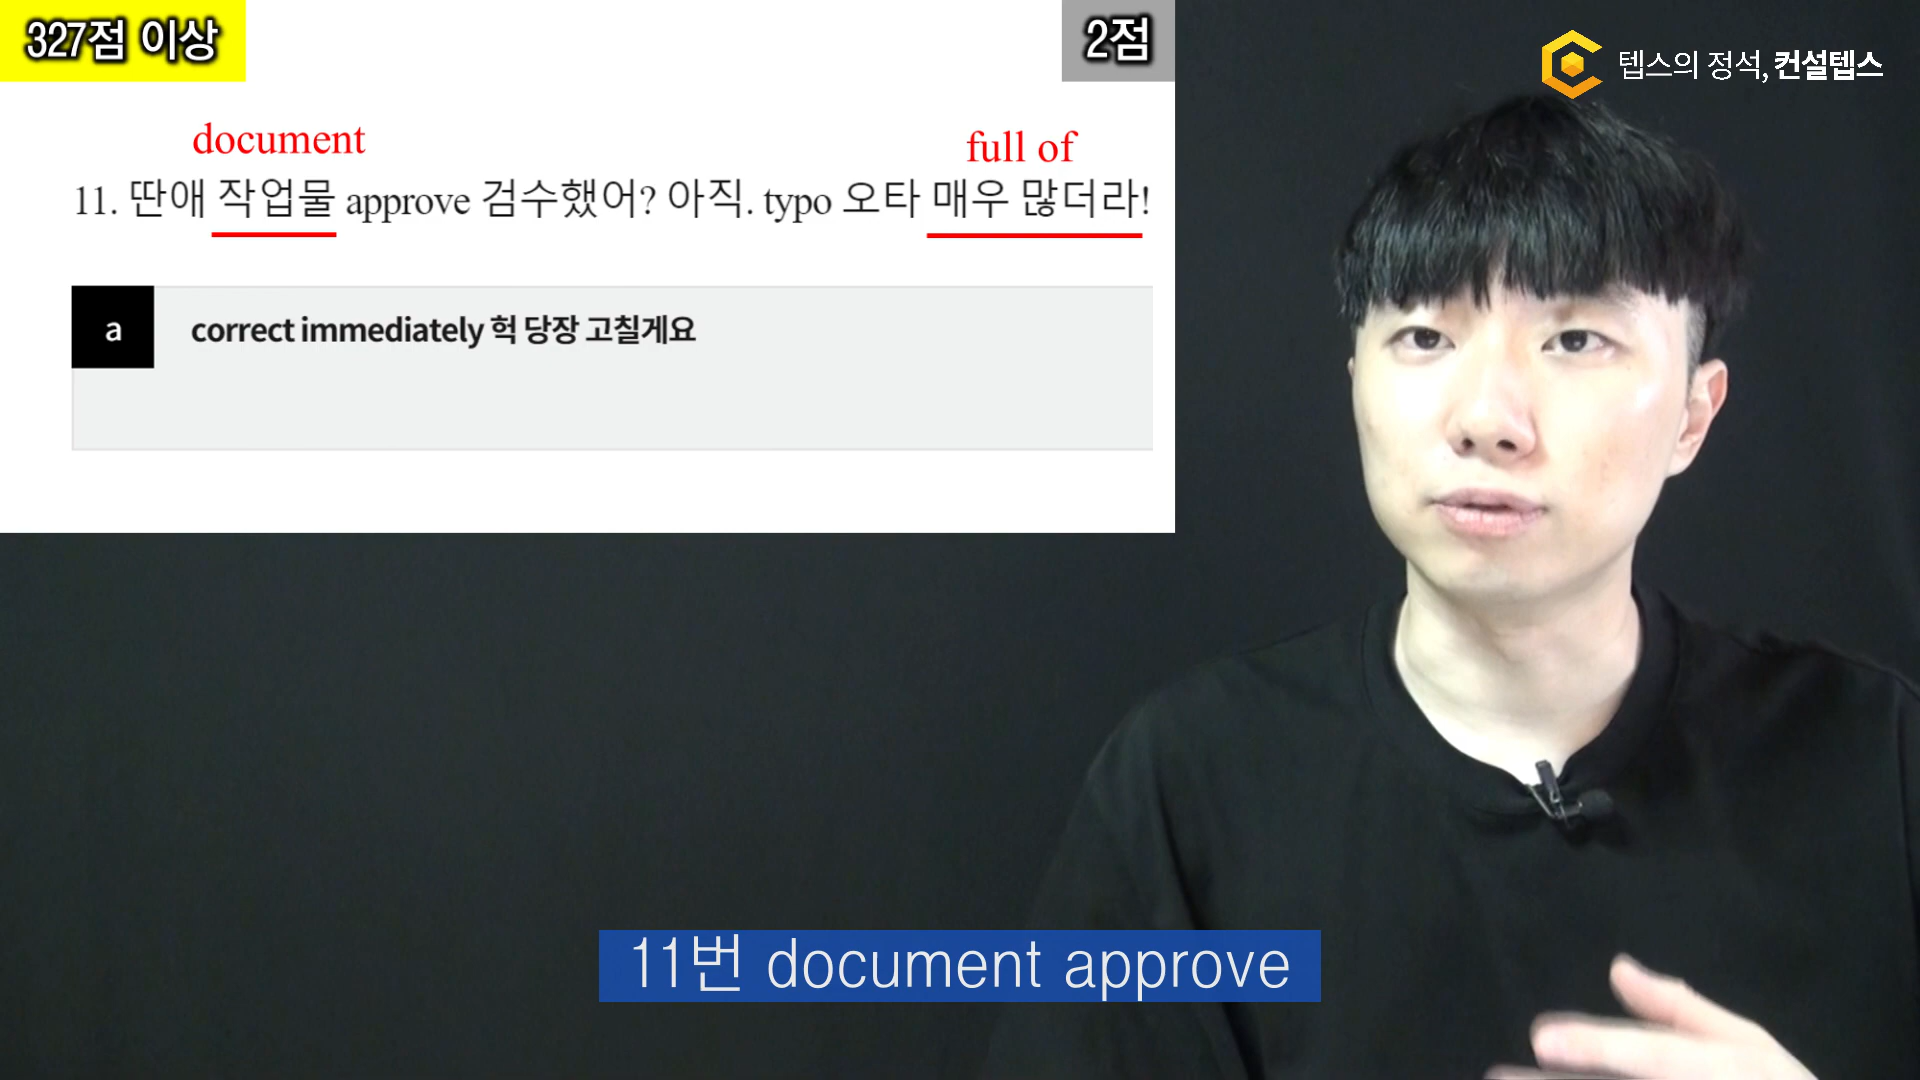 327점 이상
2점
텝스의 정석, 컨설텝스
document
full of
11. 딴애 작업물 approve 검수했어? 아직. typo 오타 매우 많더라!
a
correct immediately 헉 당장 고칠게요
11번 document approve